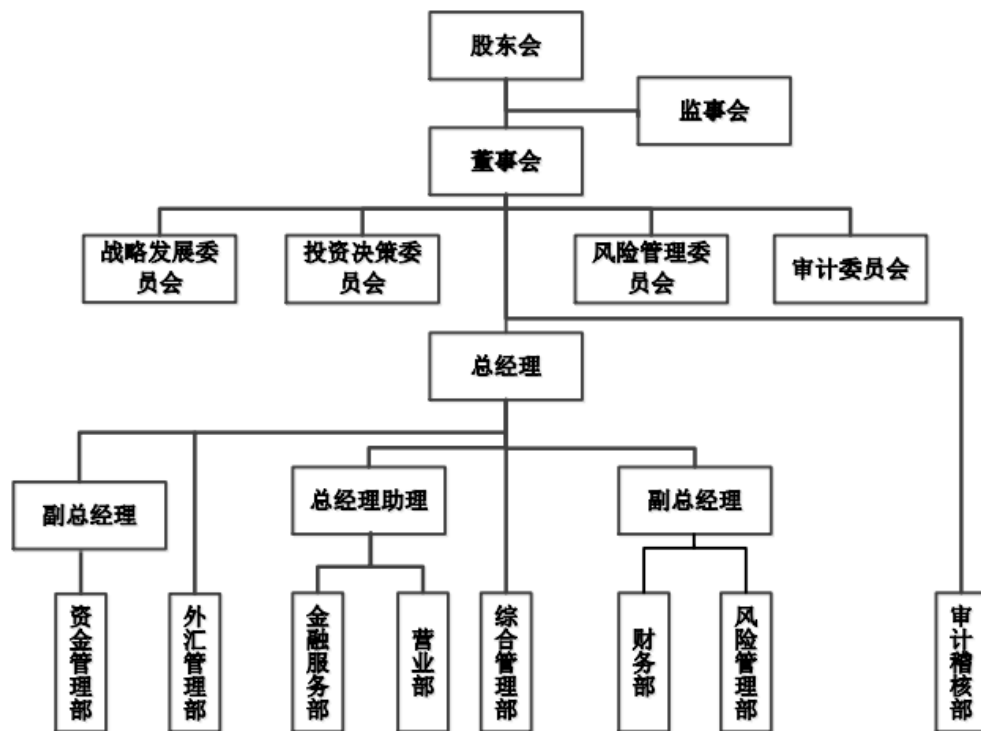 股东会
监事会
董事会
战略发展委
员会
投资决策委
员会
风险管理委
员会
审计委员会
总经理
副总经理
总经理助理
副总经理
资金管理部
外汇管理部
金融服务部
营业部
综合管理部
财务部
风险管理部
审计稽核部